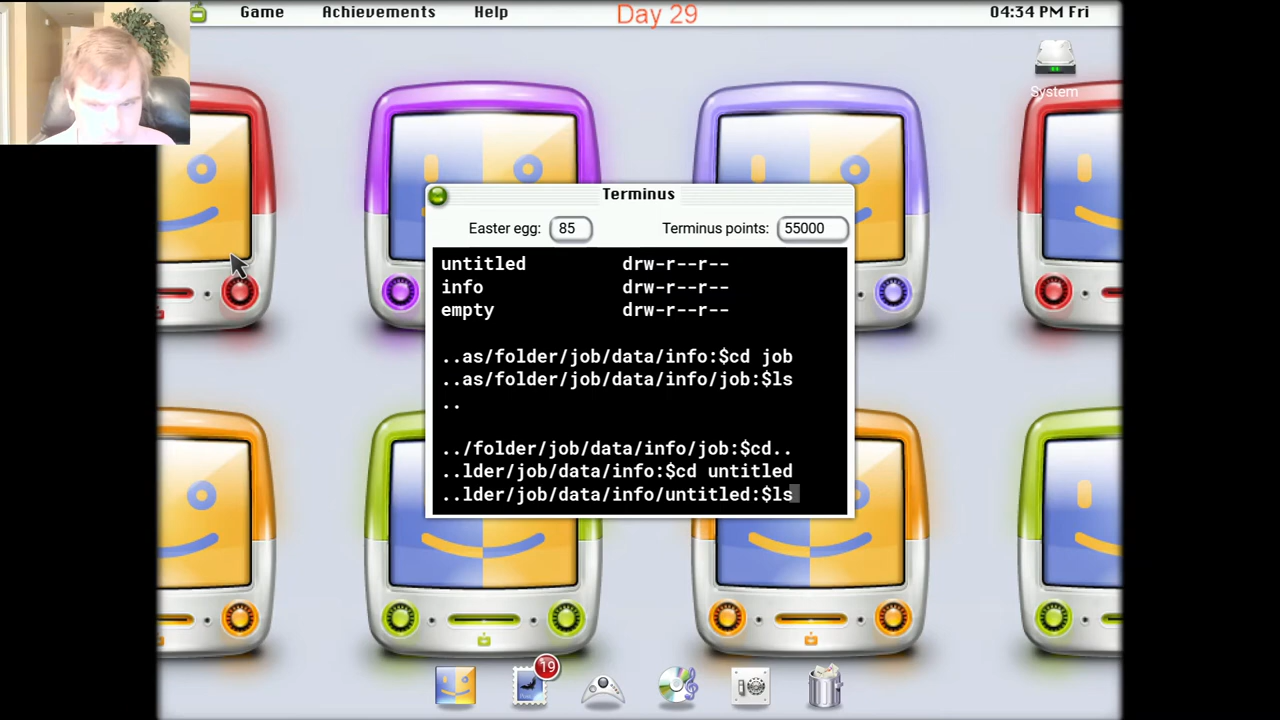 Game Achievements Help Day 29 04:34 PM Fri
System
Terminus
Easter egg: 85 Terminus points: 55000
untitled drw-r--r--
info drw-r--r--
empty drw-r--r--
..as/folder/job/data/info:$cd job
..as/folder/job/data/info/job:$ls
..
../folder/job/data/info/job:$cd..
..lder/job/data/info:$cd untitled
..lder/job/data/info/untitled:$ls
19